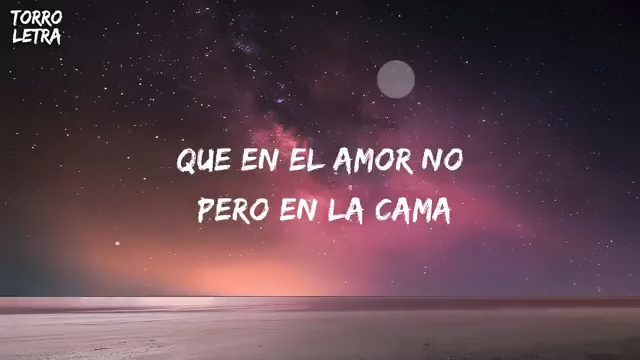 TORRO
LETRA
QUE EN EL AMOR NO
PERO EN LA CAMA